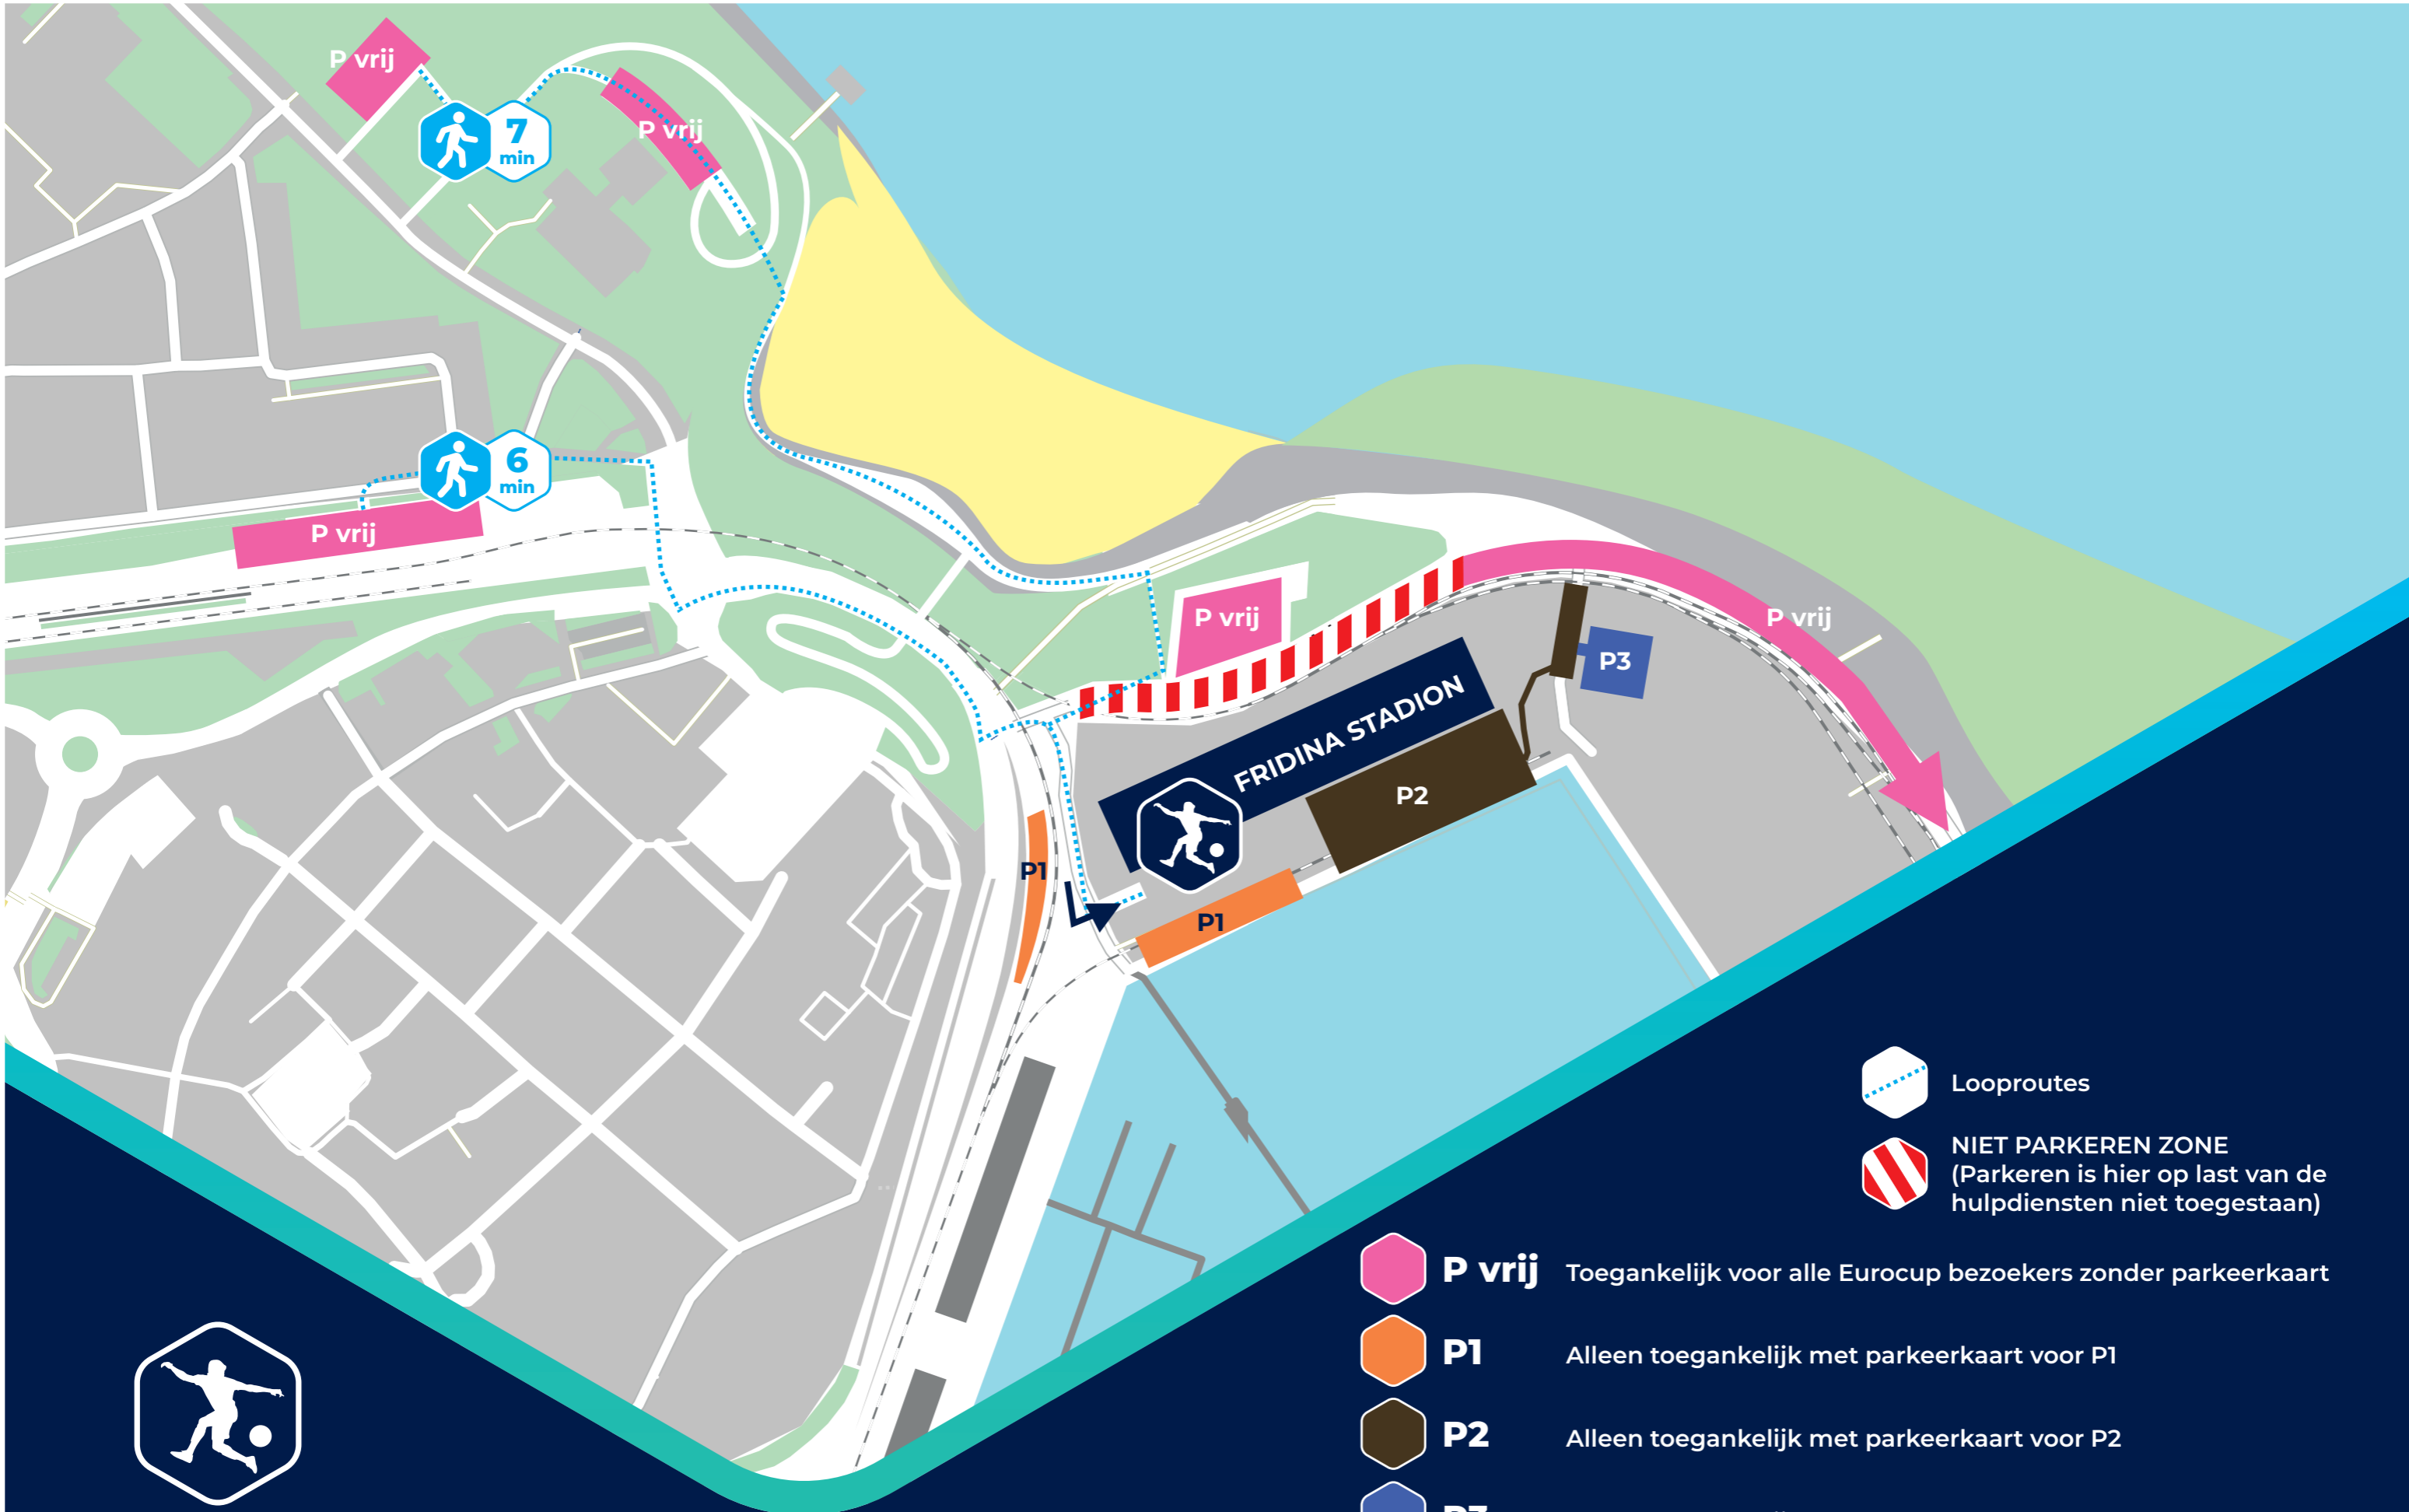 P vrij
7
min
P vrij
6
min
P vrij
P vrij
P vrij
P3
FRIDINA STADION
P2
P1
P1
Looproutes
NIET PARKEREN ZONE
(Parkeren is hier op last van de
hulpdiensten niet toegestaan)
P vrij Toegankelijk voor alle Eurocup bezoekers zonder parkeerkaart
P1 Alleen toegankelijk met parkeerkaart voor P1
P2 Alleen toegankelijk met parkeerkaart voor P2
P3